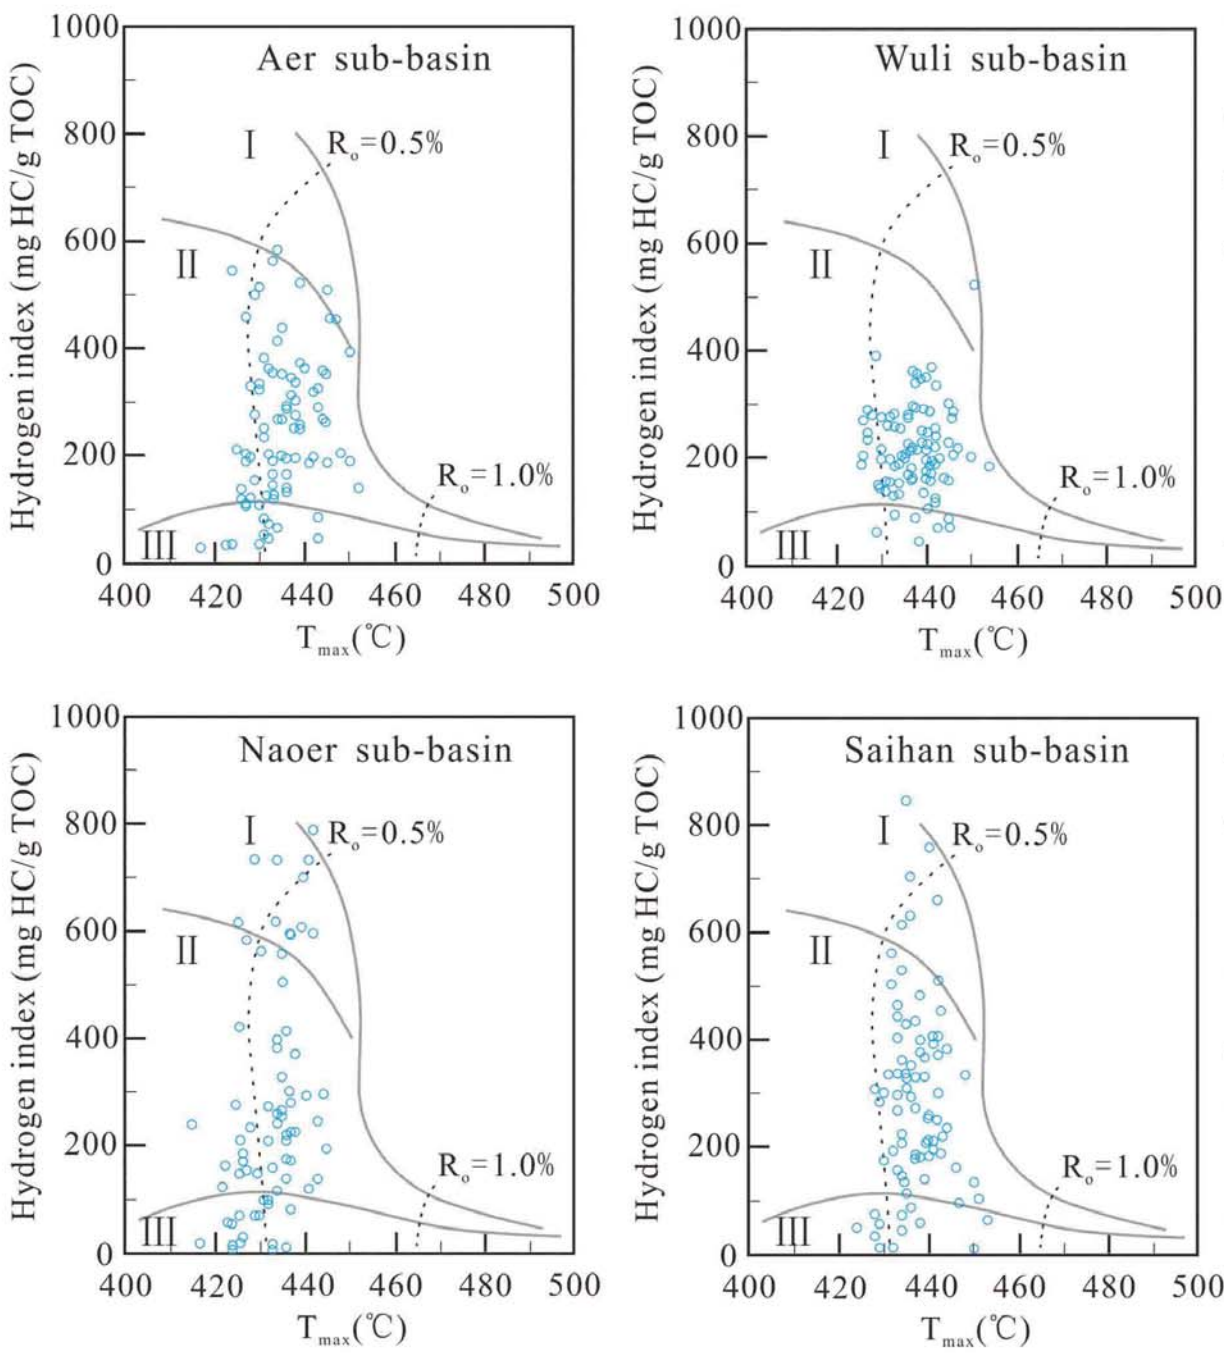 Aer sub-basin
Hydrogen index (mg HC/g TOC)
1000
800
600
400
200
0
I
II
III
Ro=0.5%
Ro=1.0%
400 420 440 460 480 500
Tmax(℃)
Wuli sub-basin
Hydrogen index (mg HC/g TOC)
1000
800
600
400
200
0
I
II
III
Ro=0.5%
Ro=1.0%
400 420 440 460 480 500
Tmax(℃)
Naoer sub-basin
Hydrogen index (mg HC/g TOC)
1000
800
600
400
200
0
I
II
III
Ro=0.5%
Ro=1.0%
400 420 440 460 480 500
Tmax(℃)
Saihan sub-basin
Hydrogen index (mg HC/g TOC)
1000
800
600
400
200
0
I
II
III
Ro=0.5%
Ro=1.0%
400 420 440 460 480 500
Tmax(℃)